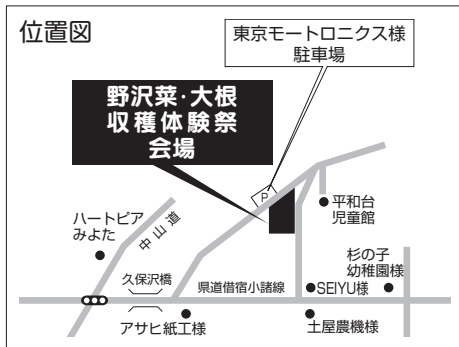 位置図
東京モートロニクス様
駐車場
野沢菜・大根
収穫体験祭
会場
P
平和台
児童館
ハートピア
みよた
中山道
杉の子
幼稚園様
久保沢橋
県道借宿小諸線
SEIYU様
アサヒ紙工様
土屋農機様